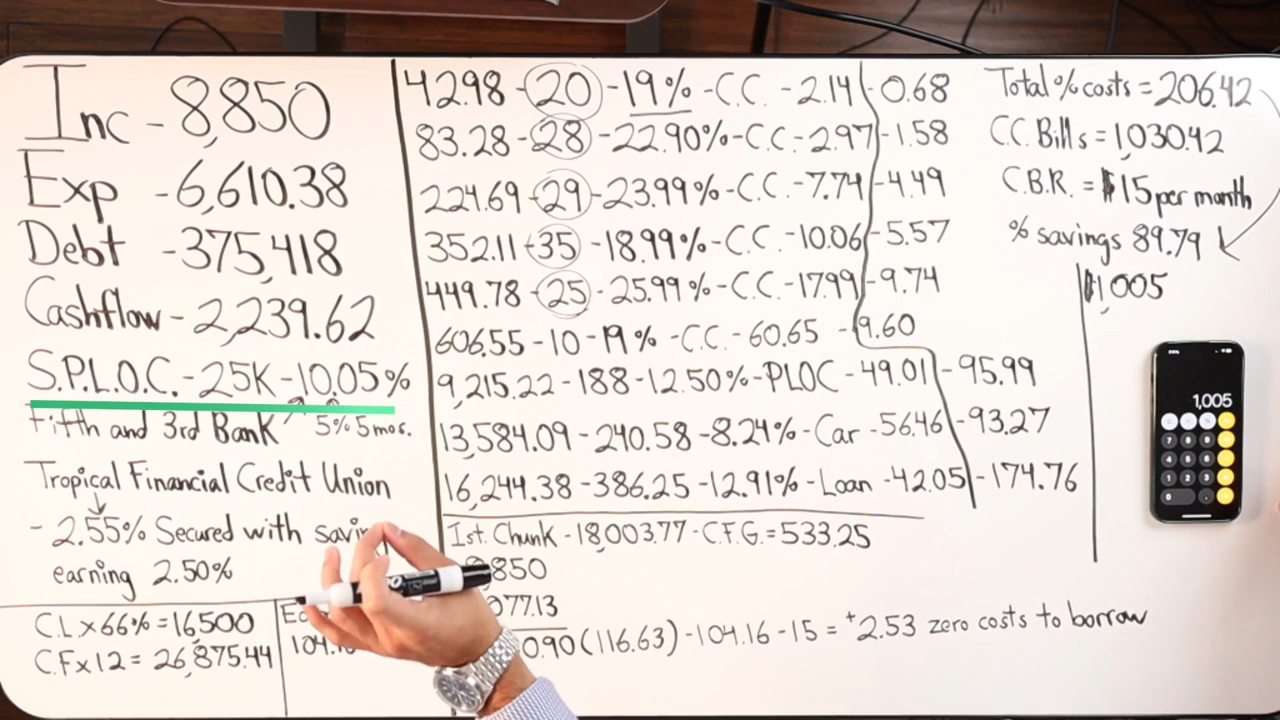 Inc - 8,850
Exp - 6,610.38
Debt - 375,418
Cashflow - 2,239.62
S.P.L.O.C. - 25K - 10.05%
Fifth and 3rd Bank 5% 5 mos.
Tropical Financial Credit Union
- 2.55% Secured with
earning 2.50%
C.L x 66% = 16,500
C.F x 12 = 26,875.44
42.98 - 20 - 19% - C.C. - 2.14 - 0.68
83.28 - 28 - 22.90% - C.C. - 2.97 - 1.58
224.69 - 29 - 23.99% - C.C. - 7.74 - 4.49
352.11 - 35 - 18.99% - C.C. - 10.06 - 5.57
449.78 - 25 - 25.99% - C.C. - 17.99 - 9.74
606.55 - 10 - 19% - C.C. - 60.65 - 9.60
9,215.22 - 188 - 12.50% - PLOC - 49.01 - 95.99
13,584.09 - 240.58 - 8.24% - Car - 56.46 - 93.27
16,244.38 - 386.25 - 12.91% - Loan - 42.05 - 174.76
1st. Chunk - 18,003.77 - C.F.G. = 533.25
850
077.13
0.90 (116.63) - 104.16 - 15 = +2.53 zero costs to borrow
Total % costs = 206.42
C.C. Bills = 1,030.42
C.B.R. = $15 per month
% savings 89.79
$1,005
1,005